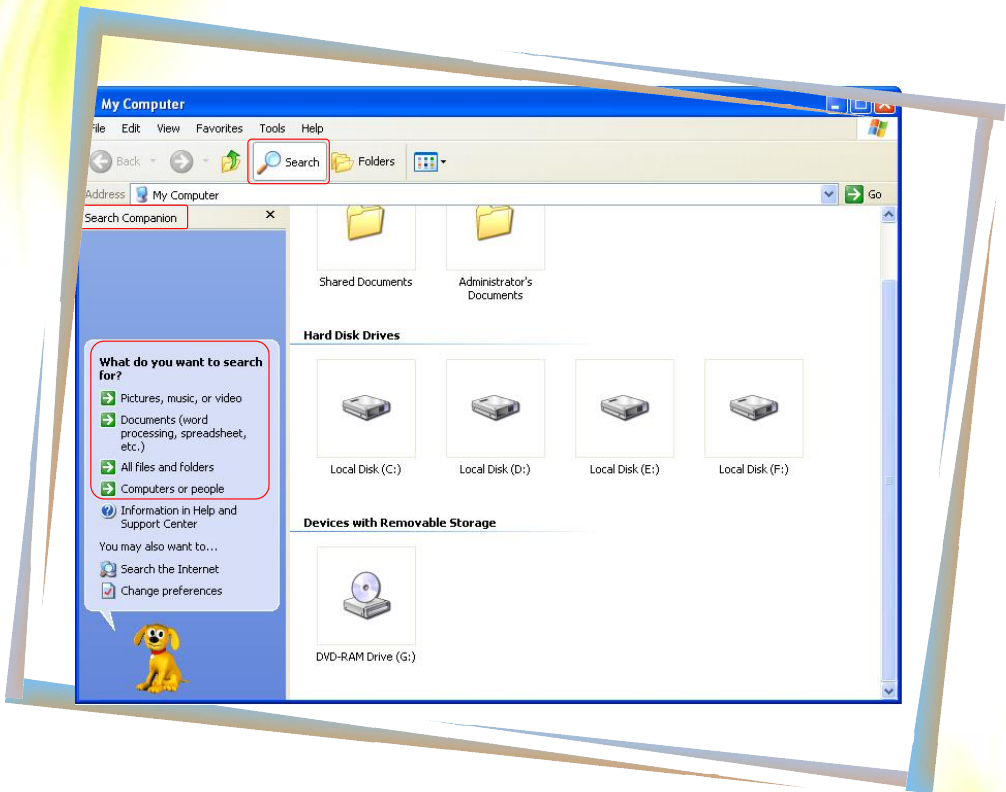 My Computer
File Edit View Favorites Tools Help
Back Search Folders
Address My Computer Go
Search Companion
Shared Documents
Administrator's
Documents
Hard Disk Drives
What do you want to search
for?
Pictures, music, or video
Documents (word
processing, spreadsheet,
etc.)
All files and folders
Computers or people
Information in Help and
Support Center
You may also want to...
Search the Internet
Change preferences
Local Disk (C:)
Local Disk (D:)
Local Disk (E:)
Local Disk (F:)
Devices with Removable Storage
DVD-RAM Drive (G:)